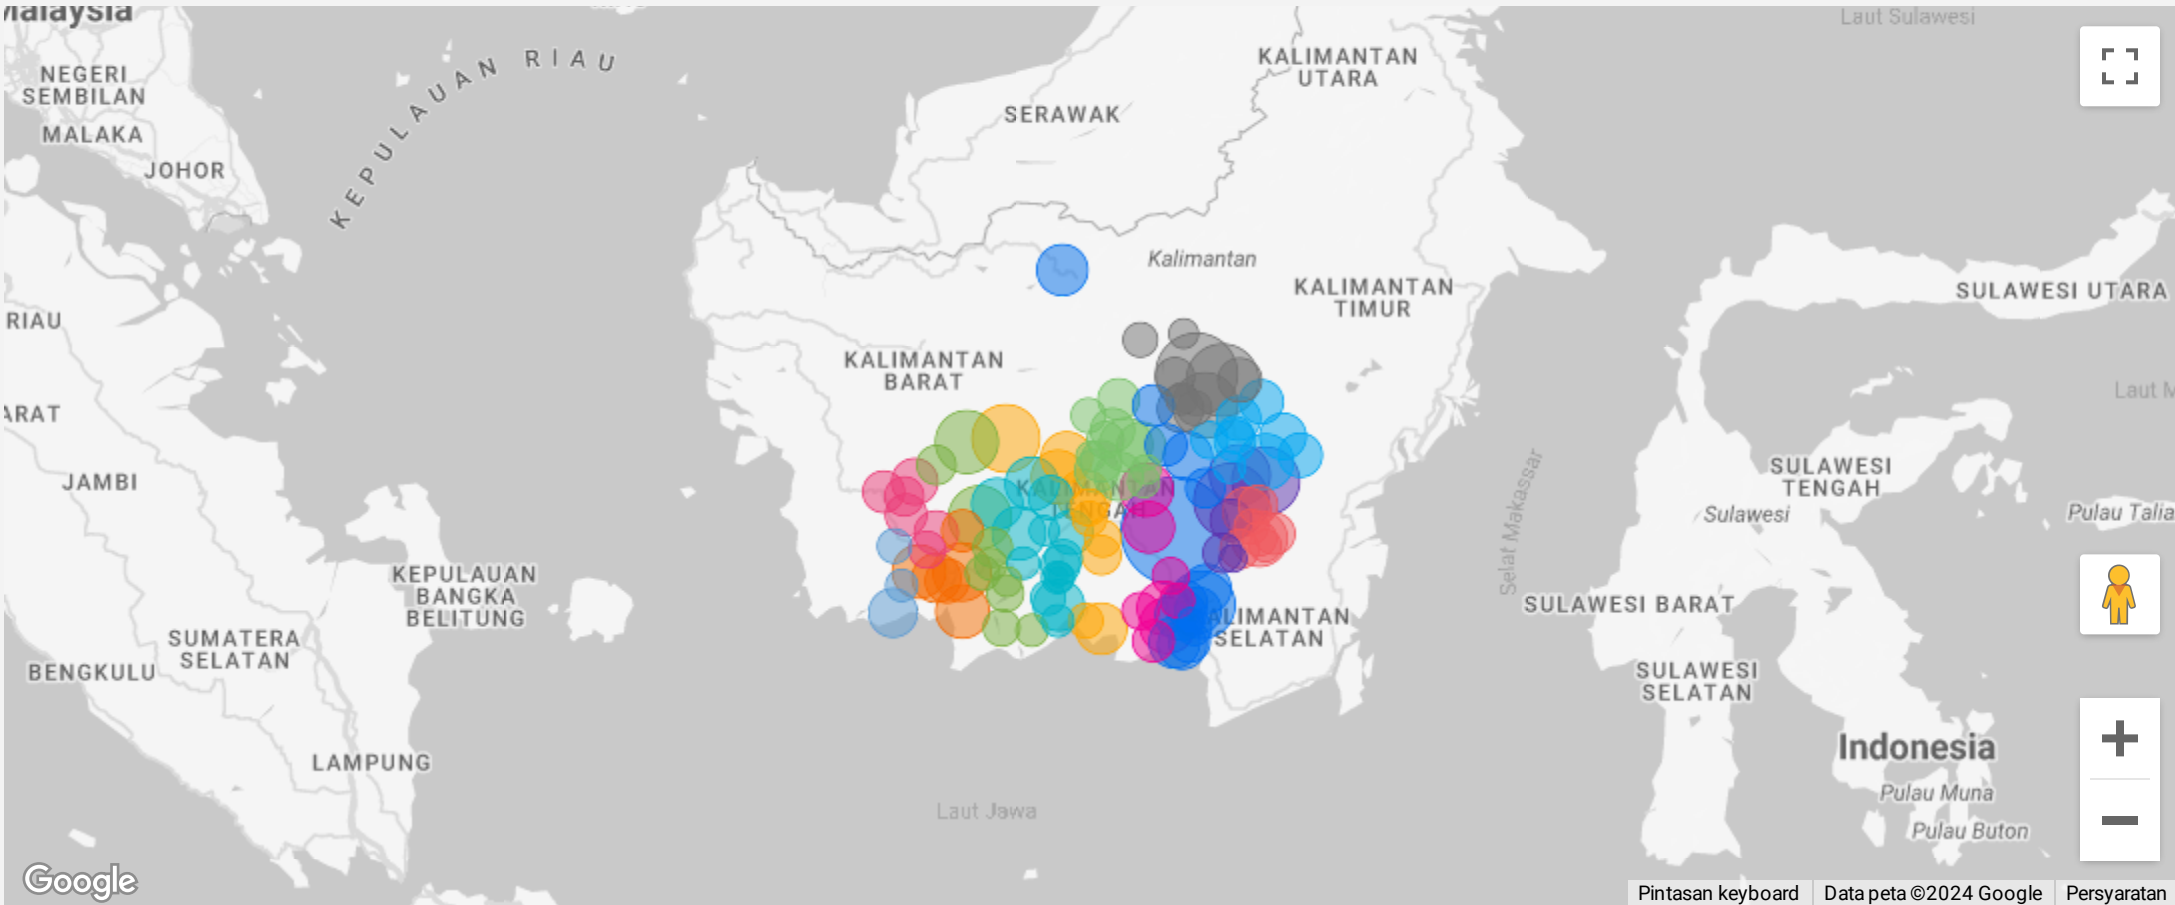 Malaysia
Laut Sulawesi
KEPULAUAN RIAU
KALIMANTAN
UTARA
NEGERI
SEMBILAN
SERAWAK
MALAKA
JOHOR
Kalimantan
KALIMANTAN
TIMUR
SULAWESI UTARA
RIAU
KALIMANTAN
BARAT
ARAT
Laut M
JAMBI
KALIMANTAN
TENGAH
SULAWESI
TENGAH
Selat Makassar
Sulawesi
Pulau Talia
KEPULAUAN
BANGKA
BELITUNG
SULAWESI BARAT
ALIMANTAN
SELATAN
SUMATERA
SELATAN
BENGKULU
SULAWESI
SELATAN
LAMPUNG
Indonesia
Pulau Muna
Laut Jawa
Pulau Buton
Google
Pintasan keyboard
Data peta ©2024 Google
Persyaratan